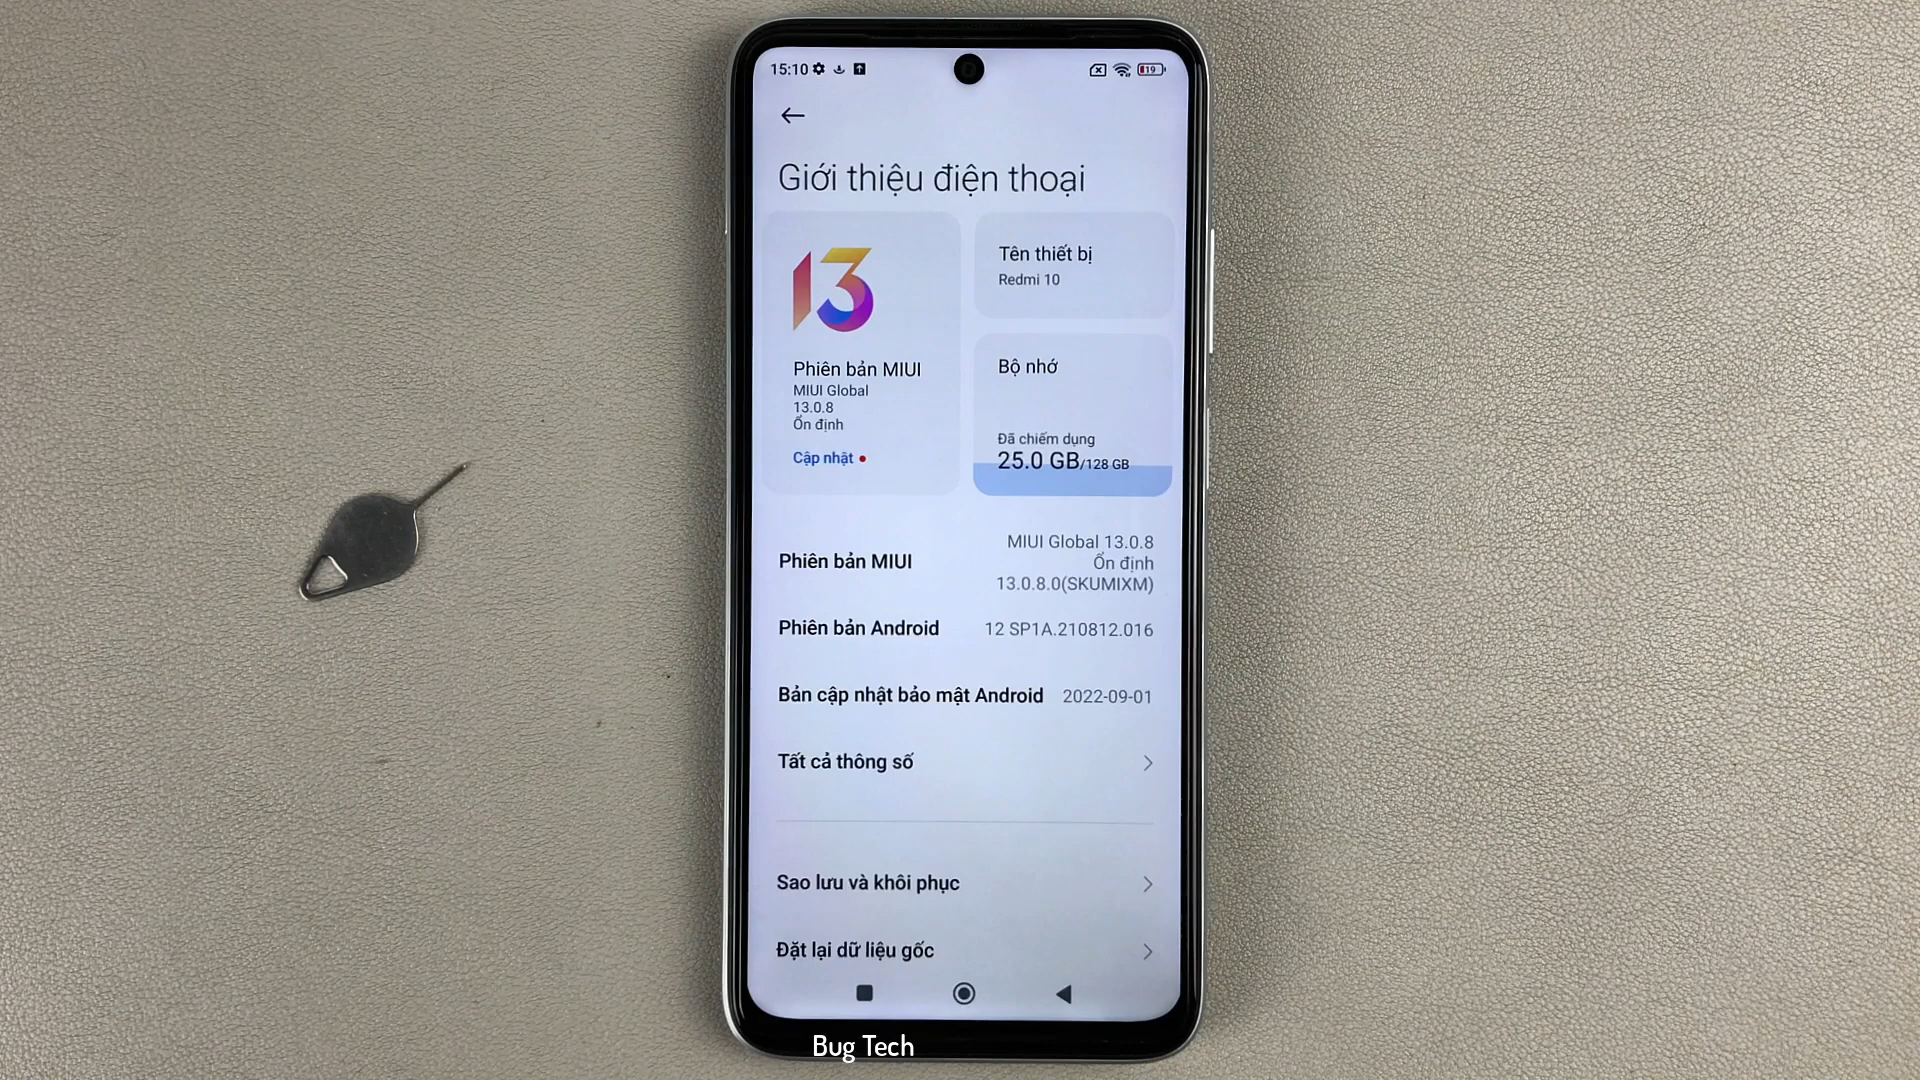 15:10
19
Giới thiệu điện thoại
13
Phiên bản MIUI
MIUI Global
13.0.8
Ổn định
Cập nhật
Tên thiết bị
Redmi 10
Bộ nhớ
Đã chiếm dụng
25.0 GB/128 GB
Phiên bản MIUI
MIUI Global 13.0.8
Ổn định
13.0.8.0(SKUMIXM)
Phiên bản Android
12 SP1A.210812.016
Bản cập nhật bảo mật Android
2022-09-01
Tất cả thông số
Sao lưu và khôi phục
Đặt lại dữ liệu gốc
Bug Tech